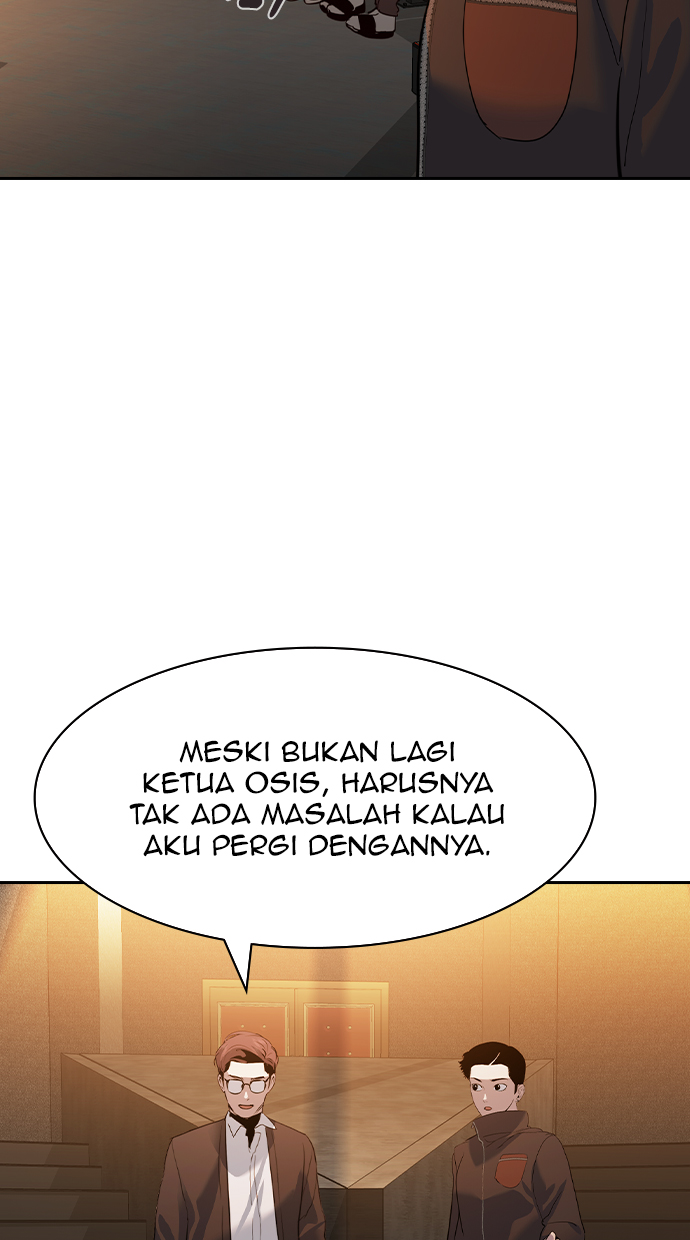 MESKI BUKAN LAGI
KETUA OSIS, HARUSNYA
TAK ADA MASALAH KALAU
AKU PERGI DENGANNYA.